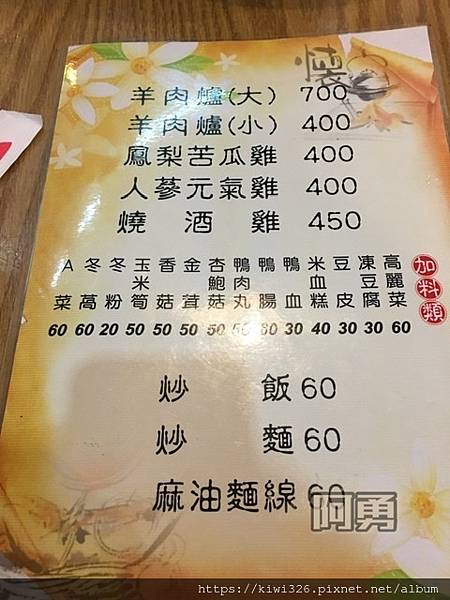 懷
羊肉爐(大) 700
羊肉爐(小) 400
鳳梨苦瓜雞 400
人蔘元氣雞 400
燒酒雞 450
加料類
高麗菜 60
凍豆腐 30
豆皮 30
米血糕 40
鴨血 30
鴨腸 50
鴨肉丸 50
杏鮑菇 50
金茸 50
香菇 50
玉米筍 50
冬粉 20
冬萵 60
A菜 60
炒飯 60
炒麵 60
麻油麵線 60
阿勇
https://kiwi326.pixnet.net/album